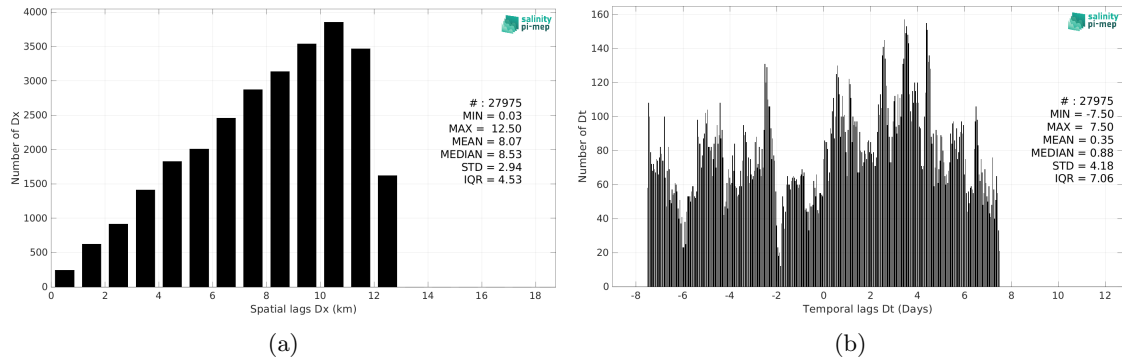 4000
3500
3000
2500
2000
1500
1000
500
0
Number of Dx
0 2 4 6 8 10 12 14 16 18
Spatial lags Dx (km)
salinity
pi-mep
# : 27975
MIN = 0.03
MAX = 12.50
MEAN = 8.07
MEDIAN = 8.53
STD = 2.94
IQR = 4.53
(a)
160
140
120
100
80
60
40
20
0
Number of Dt
-8 -6 -4 -2 0 2 4 6 8 10 12
Temporal lags Dt (Days)
salinity
pi-mep
# : 27975
MIN = -7.50
MAX = 7.50
MEAN = 0.35
MEDIAN = 0.88
STD = 4.18
IQR = 7.06
(b)